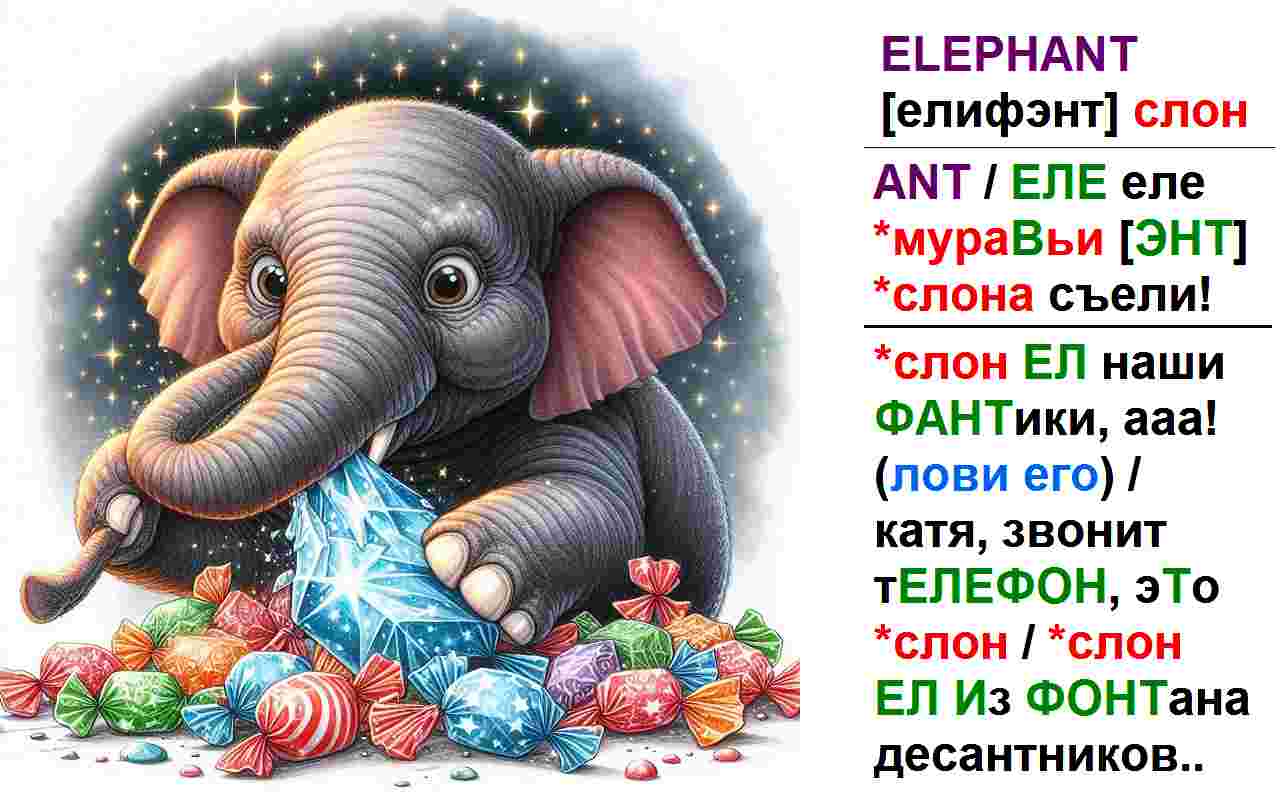 ELEPHANT
[елифэнт] слон
ANT / ЕЛЕ еле
*мураВьи [ЭНТ]
*слона съели!
*слон ЕЛ наши
ФАНТики, ааа!
(лови его) /
катя, звонит
тЕЛЕФОН, эТо
*слон / *слон
ЕЛ Из ФОНТана
десантников..